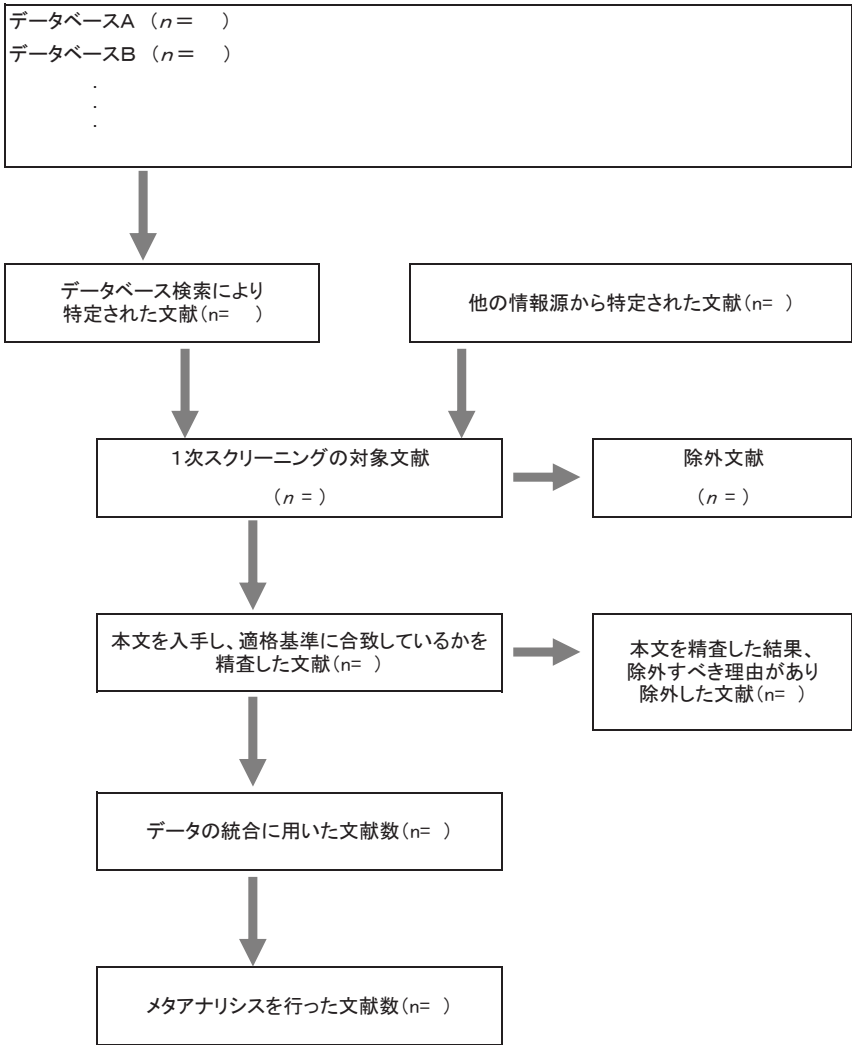 データベースA （n＝　）
データベースB （n＝　）
.
.
.
データベース検索により
特定された文献（n=　）
他の情報源から特定された文献（n=　）
1次スクリーニングの対象文献
（n = ）
除外文献
（n = ）
本文を入手し、適格基準に合致しているかを
精査した文献（n=　）
本文を精査した結果、
除外すべき理由があり
除外した文献（n=　）
データの統合に用いた文献数（n=　）
メタアナリシスを行った文献数（n=　）